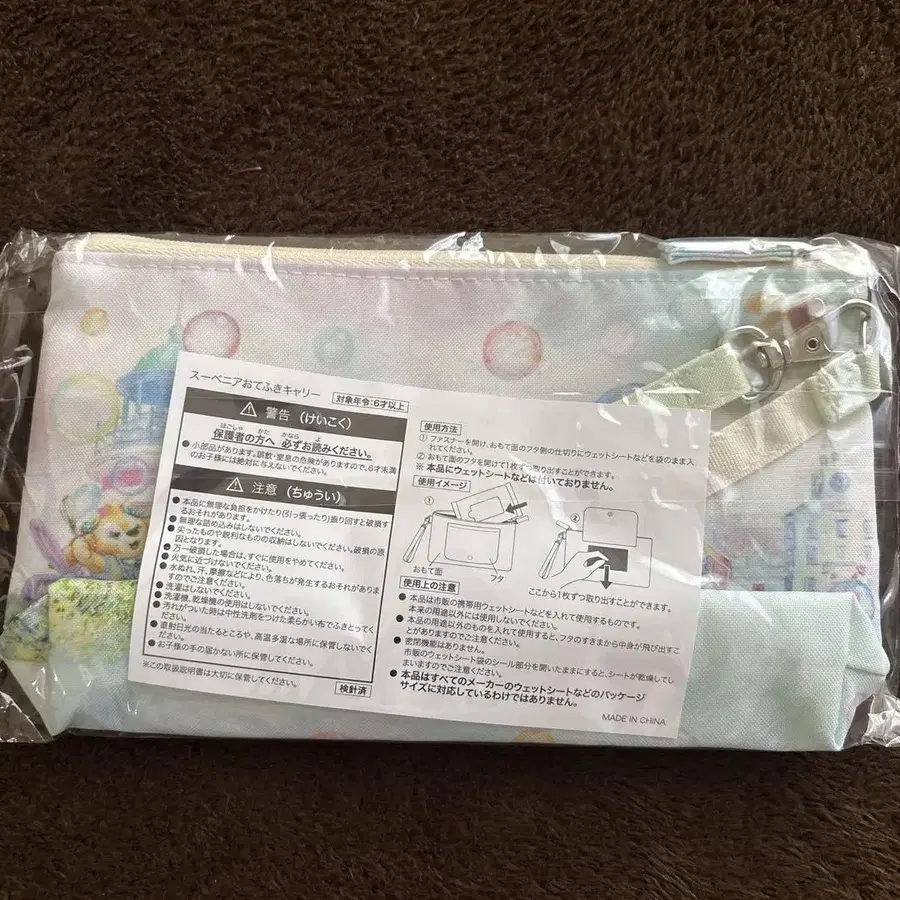 スーベニアおてふきキャリー
対象年令:6才以上
警告(けいこく)
ほごしゃ かた かなら よ
保護者の方へ 必ずお読みください。
●小部品があります。誤飲・窒息の危険がありますので、6才未満
のお子様には絶対に与えないでください。
注意(ちゅうい)
●本品に無理な負担をかけたり(引っ張ったり)振り回すと破損す
るおそれがあります。
●無理な詰め込みはしないでください。
●尖ったものや鋭利なものの収納はしないでください。破損の原
因となります。
●万一破損した場合は、すぐに使用をやめてください。
●火気に近づけないでください。
●水ぬれ、汗、摩擦などにより、色落ちが発生するおそれがありま
すのでご注意ください。
●洗濯はしないでください。
●洗濯機、乾燥機の使用はしないでください。
●汚れがついた時は中性洗剤をつけた柔らかい布でふきとってく
ださい。
●直射日光の当たるところや、高温多湿な場所に保管しないでく
ださい。
●お子様の手の届かない所に保管してください。
※この取扱説明書は大切に保管してください。
検針済
使用方法
① ファスナーを開け、おもて面のフタ側の仕切りにウェットシートなどを袋のまま入
れてください。
② おもて面のフタを開けて1枚ずつ取り出すことができます。
※ 本品にウェットシートなどは付いておりません。
使用イメージ
①
②
おもて面
フタ
ここから1枚ずつ取り出すことができます。
使用上の注意
●本品は市販の携帯用ウェットシートなどを入れて使用するものです。
本来の用途以外には使用しないでください。
●本品の用途以外のものを入れて使用すると、フタのすきまから中身が飛び出すこ
とがありますのでご注意ください。
●密閉機能はありません。
市販のウェットシート袋のシール部分を開いたままにすると、シートが乾燥してし
まいますのでご注意ください。
●本品はすべてのメーカーのウェットシートなどのパッケージ
サイズに対応しているわけではありません。
MADE IN CHINA